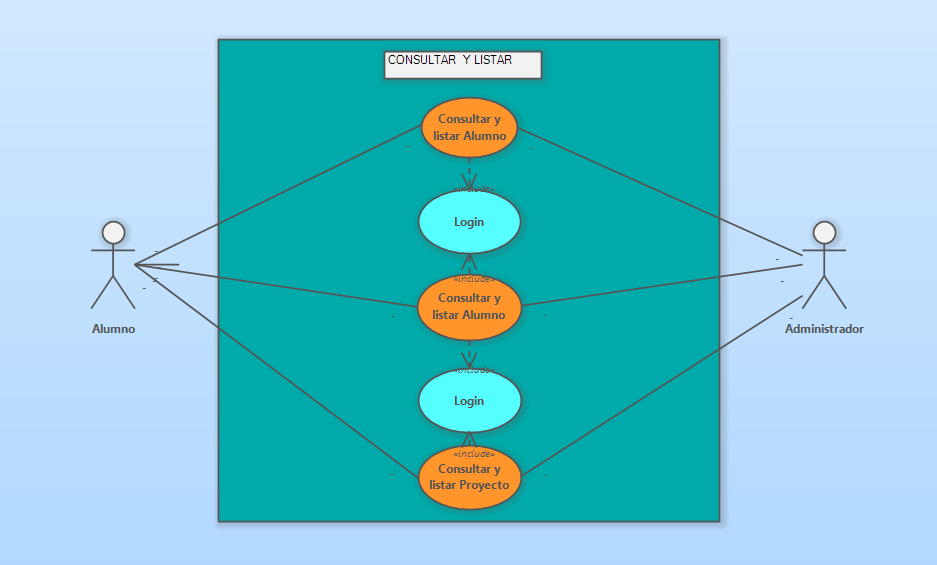 CONSULTAR Y LISTAR
Consultar y
listar Alumno
«include»
Login
«include»
Consultar y
listar Alumno
Alumno
Administrador
«include»
Login
«include»
Consultar y
listar Proyecto